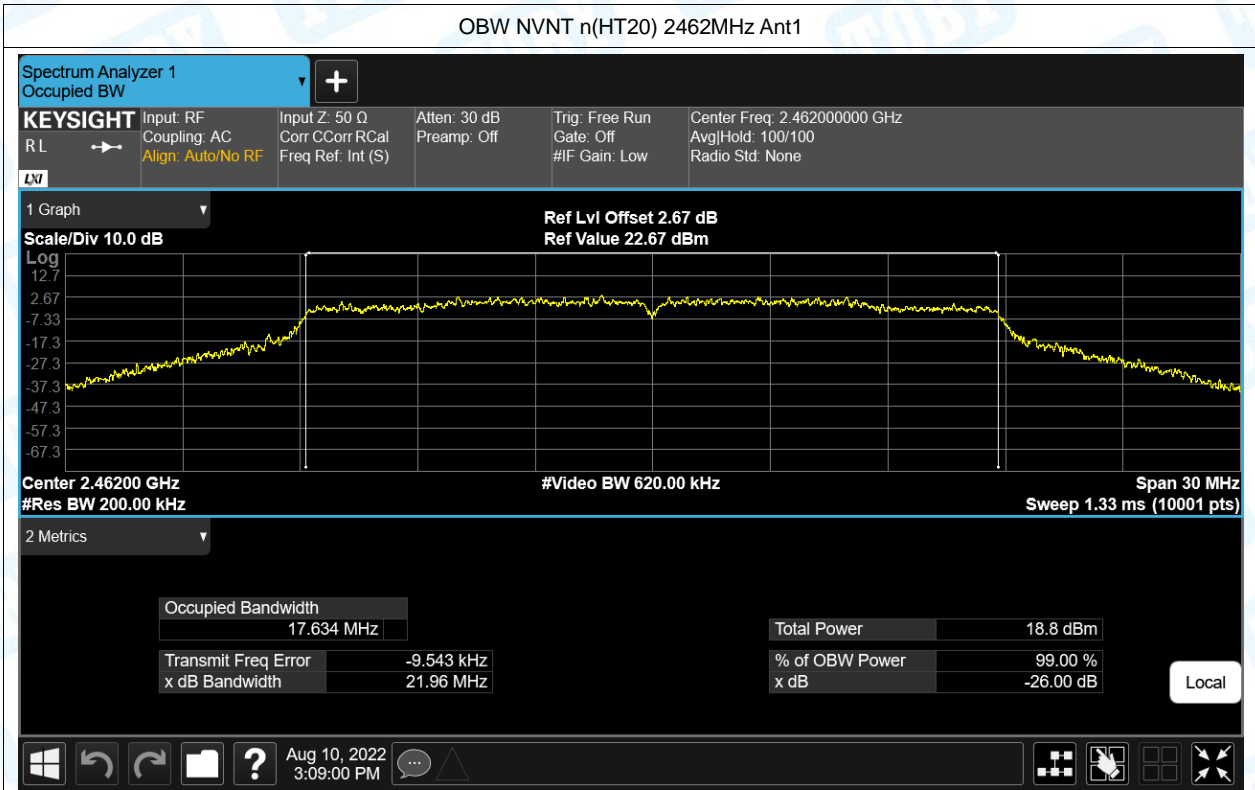 OBW NVNT n(HT20) 2462MHz Ant1
Spectrum Analyzer 1
Occupied BW
KEYSIGHT
R L
LXI
Input: RF
Coupling: AC
Align: Auto/No RF
Input Z: 50 Ω
Corr CCorr RCal
Freq Ref: Int (S)
Atten: 30 dB
Preamp: Off
Trig: Free Run
Gate: Off
#IF Gain: Low
Center Freq: 2.462000000 GHz
Avg|Hold: 100/100
Radio Std: None
1 Graph
Scale/Div 10.0 dB
Ref Lvl Offset 2.67 dB
Ref Value 22.67 dBm
Log
12.7
2.67
-7.33
-17.3
-27.3
-37.3
-47.3
-57.3
-67.3
Center 2.46200 GHz
#Video BW 620.00 kHz
Span 30 MHz
#Res BW 200.00 kHz
Sweep 1.33 ms (10001 pts)
2 Metrics
Occupied Bandwidth
17.634 MHz
Total Power 18.8 dBm
Transmit Freq Error -9.543 kHz
% of OBW Power 99.00 %
x dB Bandwidth 21.96 MHz
x dB -26.00 dB
Local
?
Aug 10, 2022
3:09:00 PM